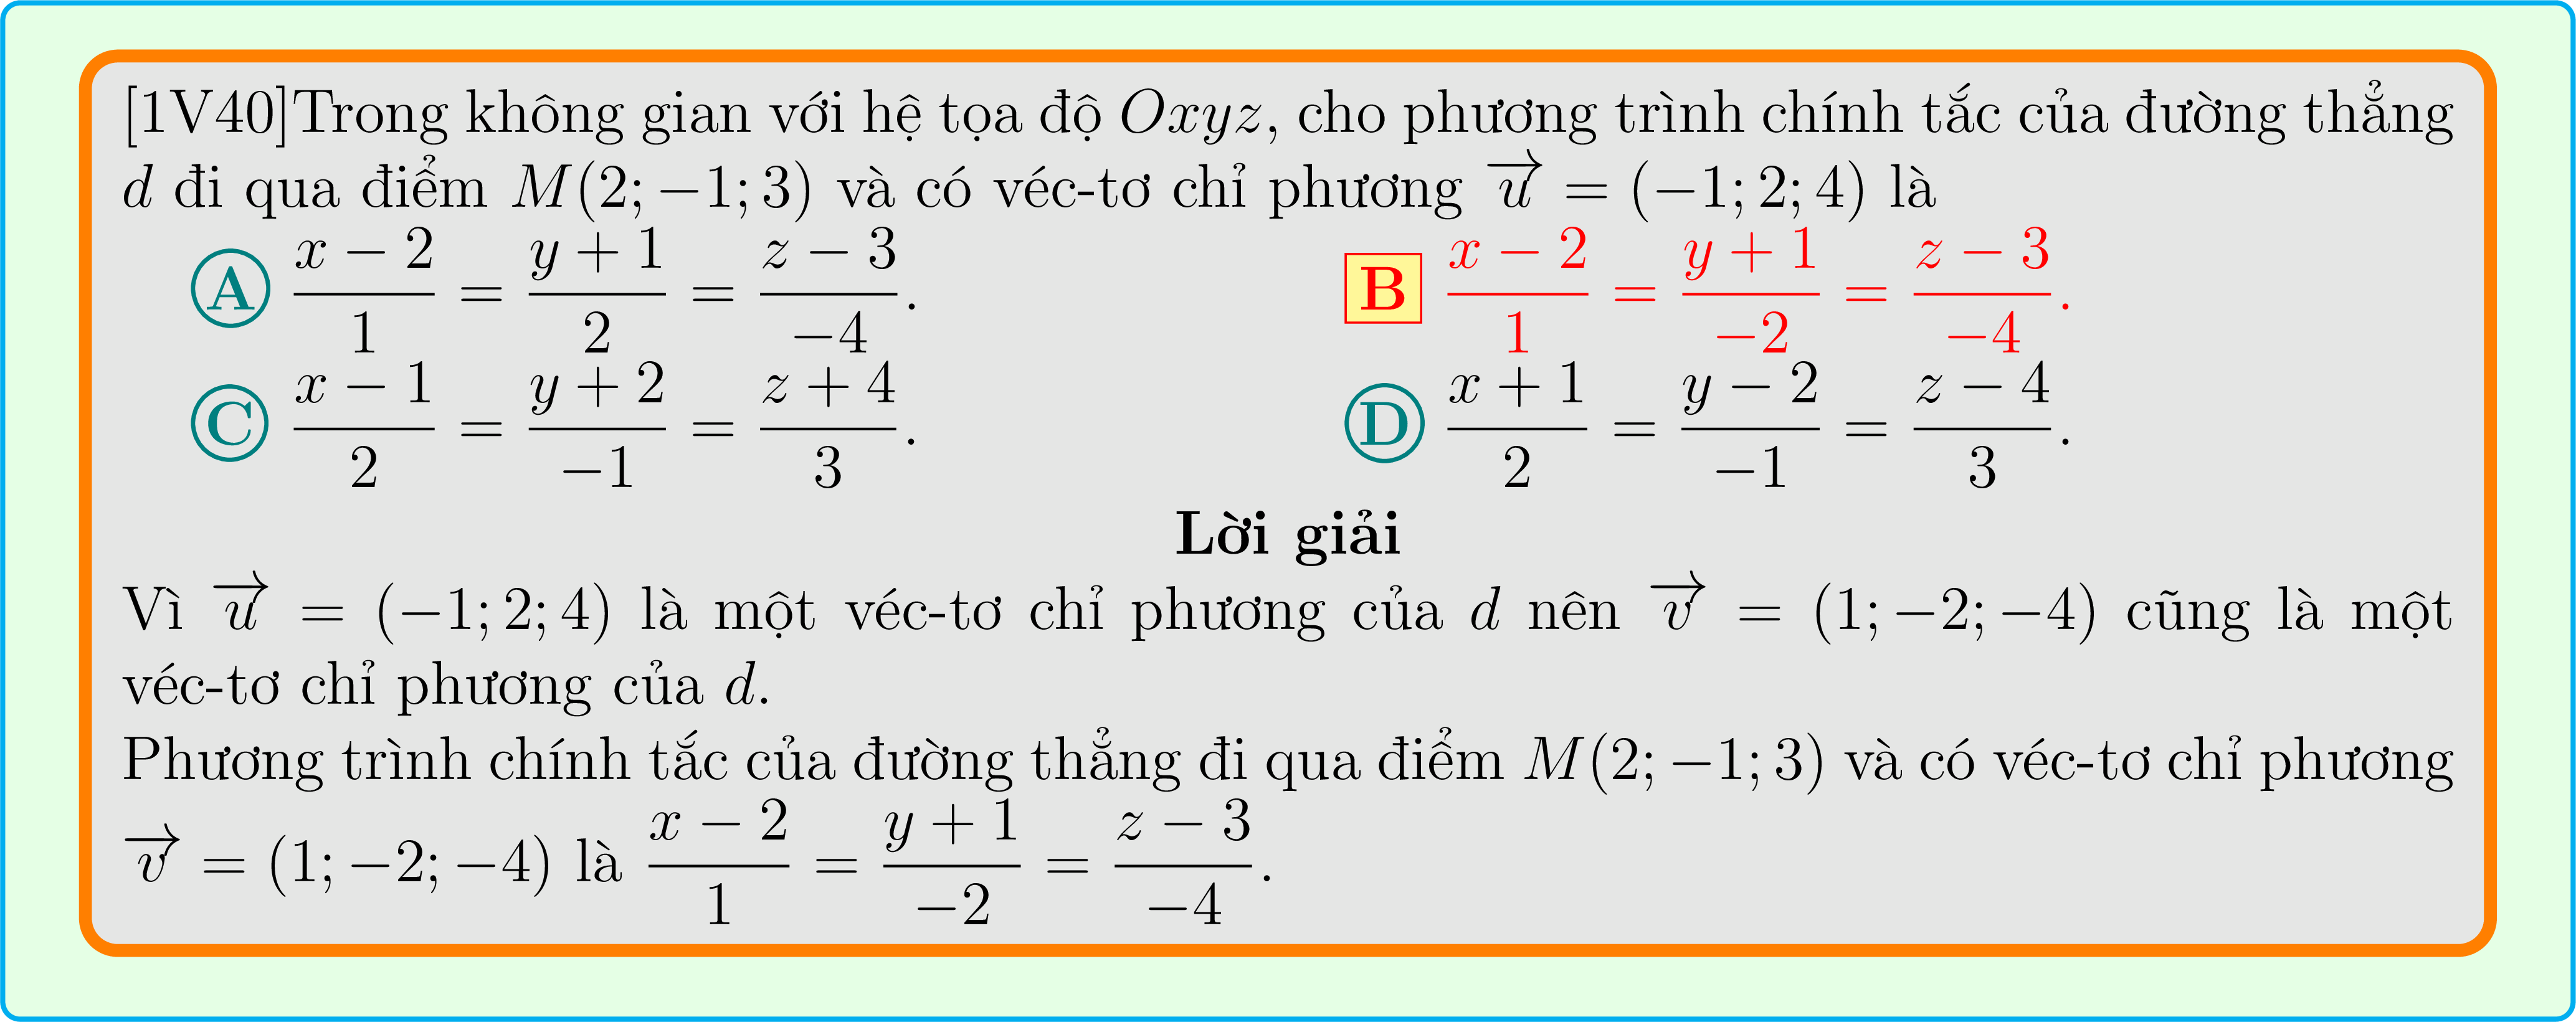 [1V40]Trong không gian với hệ tọa độ Oxyz, cho phương trình chính tắc của đường thẳng
d đi qua điểm M(2; −1; 3) và có véc-tơ chỉ phương $\overrightarrow{u}$ = (−1; 2; 4) là
A $\frac{x-2}{1} = \frac{y+1}{2} = \frac{z-3}{-4}$. B $\frac{x-2}{1} = \frac{y+1}{-2} = \frac{z-3}{-4}$.
C $\frac{x-1}{2} = \frac{y+2}{-1} = \frac{z+4}{3}$. D $\frac{x+1}{2} = \frac{y-2}{-1} = \frac{z-4}{3}$.
Lời giải
Vì $\overrightarrow{u}$ = (−1; 2; 4) là một véc-tơ chỉ phương của d nên $\overrightarrow{v}$ = (1; −2; −4) cũng là một
véc-tơ chỉ phương của d.
Phương trình chính tắc của đường thẳng đi qua điểm M(2; −1; 3) và có véc-tơ chỉ phương
$\overrightarrow{v}$ = (1; −2; −4) là $\frac{x-2}{1} = \frac{y+1}{-2} = \frac{z-3}{-4}$.